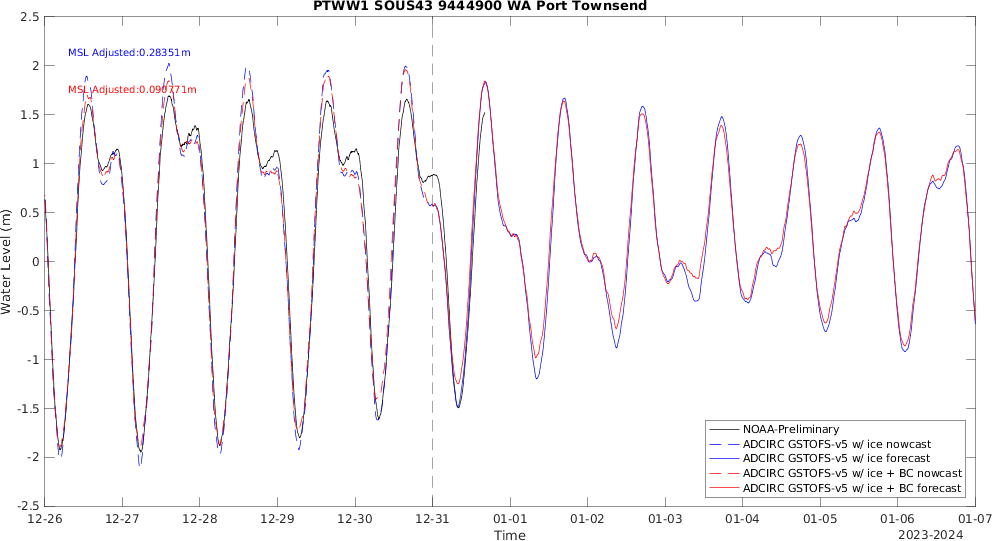 PTWW1 SOUS43 9444900 WA Port Townsend
2.5
2
1.5
1
0.5
0
-0.5
-1
-1.5
-2
-2.5
Water Level (m)
MSL Adjusted:0.28351m
MSL Adjusted:0.090771m
NOAA-Preliminary
ADCIRC GSTOFS-v5 w/ ice nowcast
ADCIRC GSTOFS-v5 w/ ice forecast
ADCIRC GSTOFS-v5 w/ ice + BC nowcast
ADCIRC GSTOFS-v5 w/ ice + BC forecast
12-26 12-27 12-28 12-29 12-30 12-31 01-01 01-02 01-03 01-04 01-05 01-06 01-07
Time
2023-2024